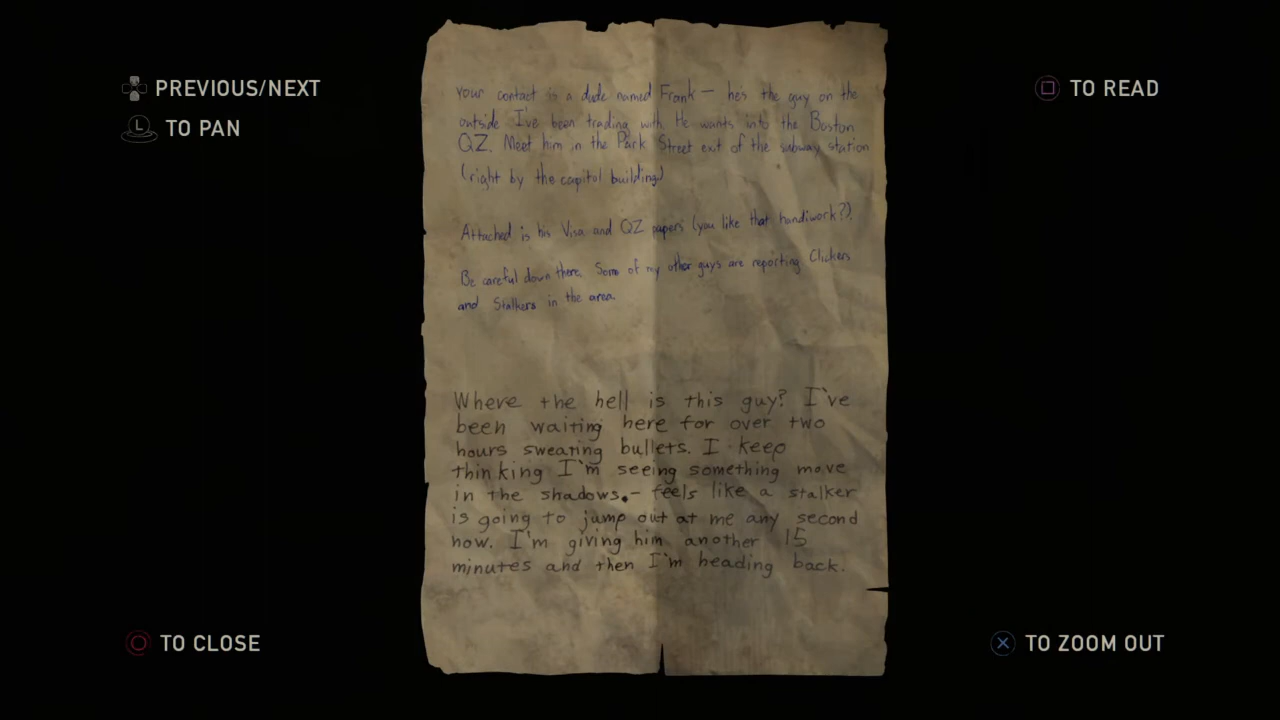 PREVIOUS/NEXT
TO PAN
TO READ
Your contact is a dude named Frank — he's the guy on the
outside I've been trading with. He wants into the Boston
QZ. Meet him in the Park Street exit of the subway station
(right by the capitol building)
Attached is his Visa and QZ papers (you like that handiwork?).
Be careful down there. Some of my other guys are reporting Clickers
and Stalkers in the area.
Where the hell is this guy? I've
been waiting here for over two
hours sweating bullets. I keep
thinking I'm seeing something move
in the shadows. - feels like a stalker
is going to jump out at me any second
now. I'm giving him another 15
minutes and then I'm heading back.
TO CLOSE
TO ZOOM OUT